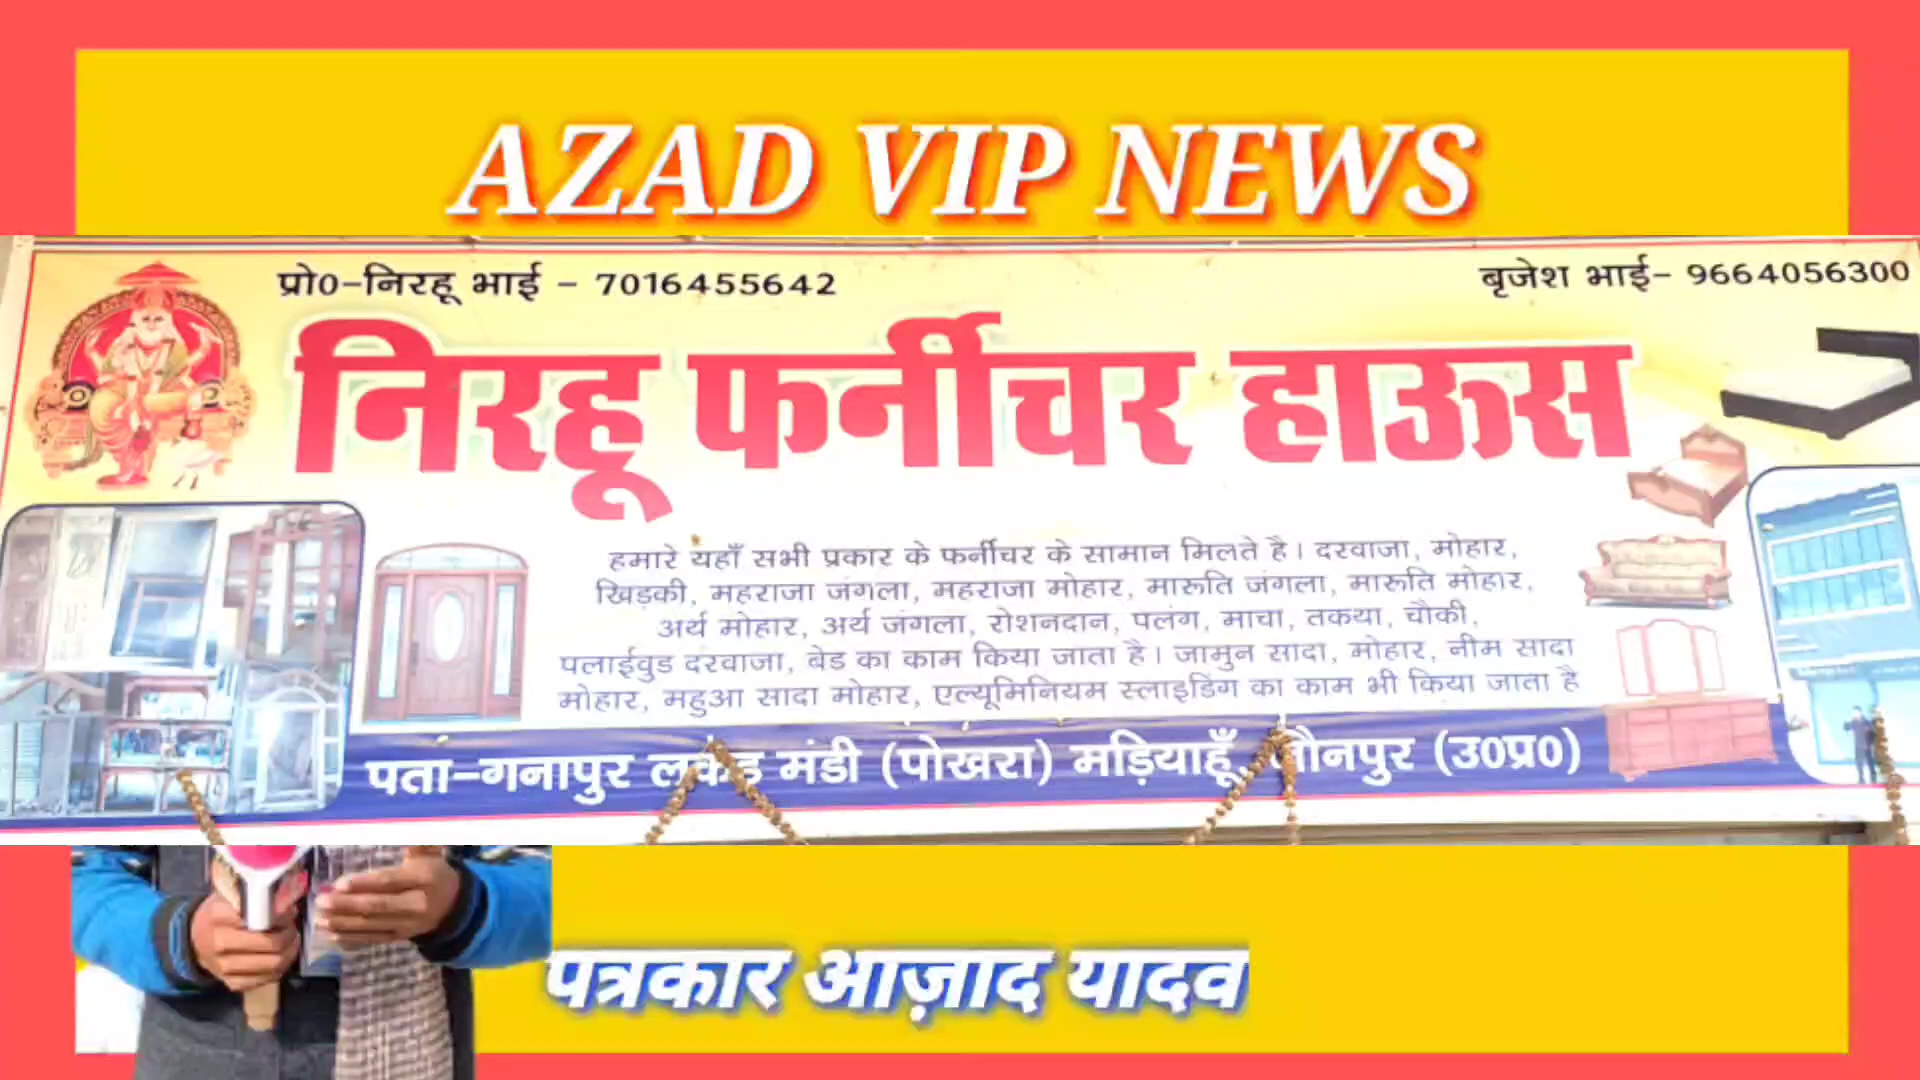 AZAD VIP NEWS
प्रो0-निरहू भाई - 7016455642
बृजेश भाई- 9664056300
निरहू फर्नीचर हाऊस
हमारे यहाँ सभी प्रकार के फर्नीचर के सामान मिलते है। दरवाजा, मोहार,
खिड़की, महराजा जंगला, महराजा मोहार, मारूति जंगला, मारूति मोहार,
अर्थ मोहार, अर्थ जंगला, रोशनदान, पलंग, माचा, तकथा, चौकी,
पलाईवुड दरवाजा, बेड का काम किया जाता है। जामुन सादा, मोहार, नीम सादा
मोहार, महुआ सादा मोहार, एल्यूमिनियम स्लाइडिंग का काम भी किया जाता है
पता-गनापुर लकड़ मंडी (पोखरा) मड़ियाहूँ, जौनपुर (उ0प्र0)
पत्रकार आज़ाद यादव